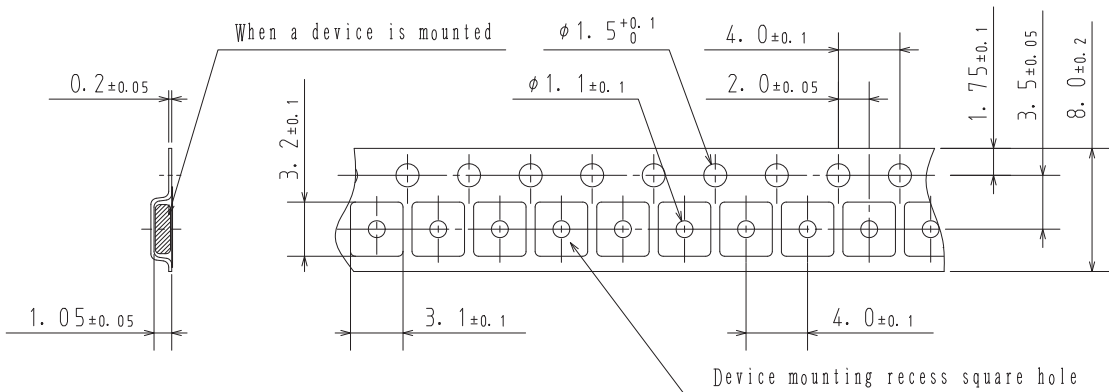 When a device is mounted
φ1.5+0.1 0
4.0±0.1
0.2±0.05
φ1.1±0.1
2.0±0.05
1.75±0.1
3.5±0.05
8.0±0.2
3.2±0.1
1.05±0.05
3.1±0.1
4.0±0.1
Device mounting recess square hole